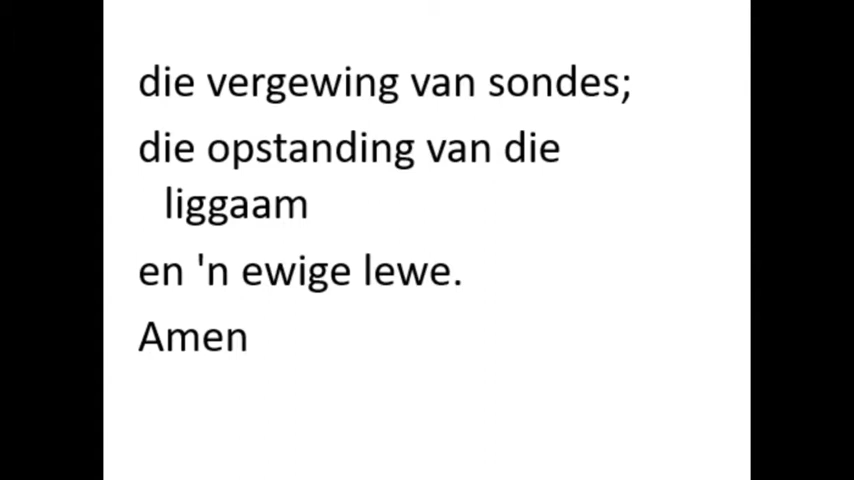 die vergewing van sondes;
die opstanding van die
liggaam
en 'n ewige lewe.
Amen